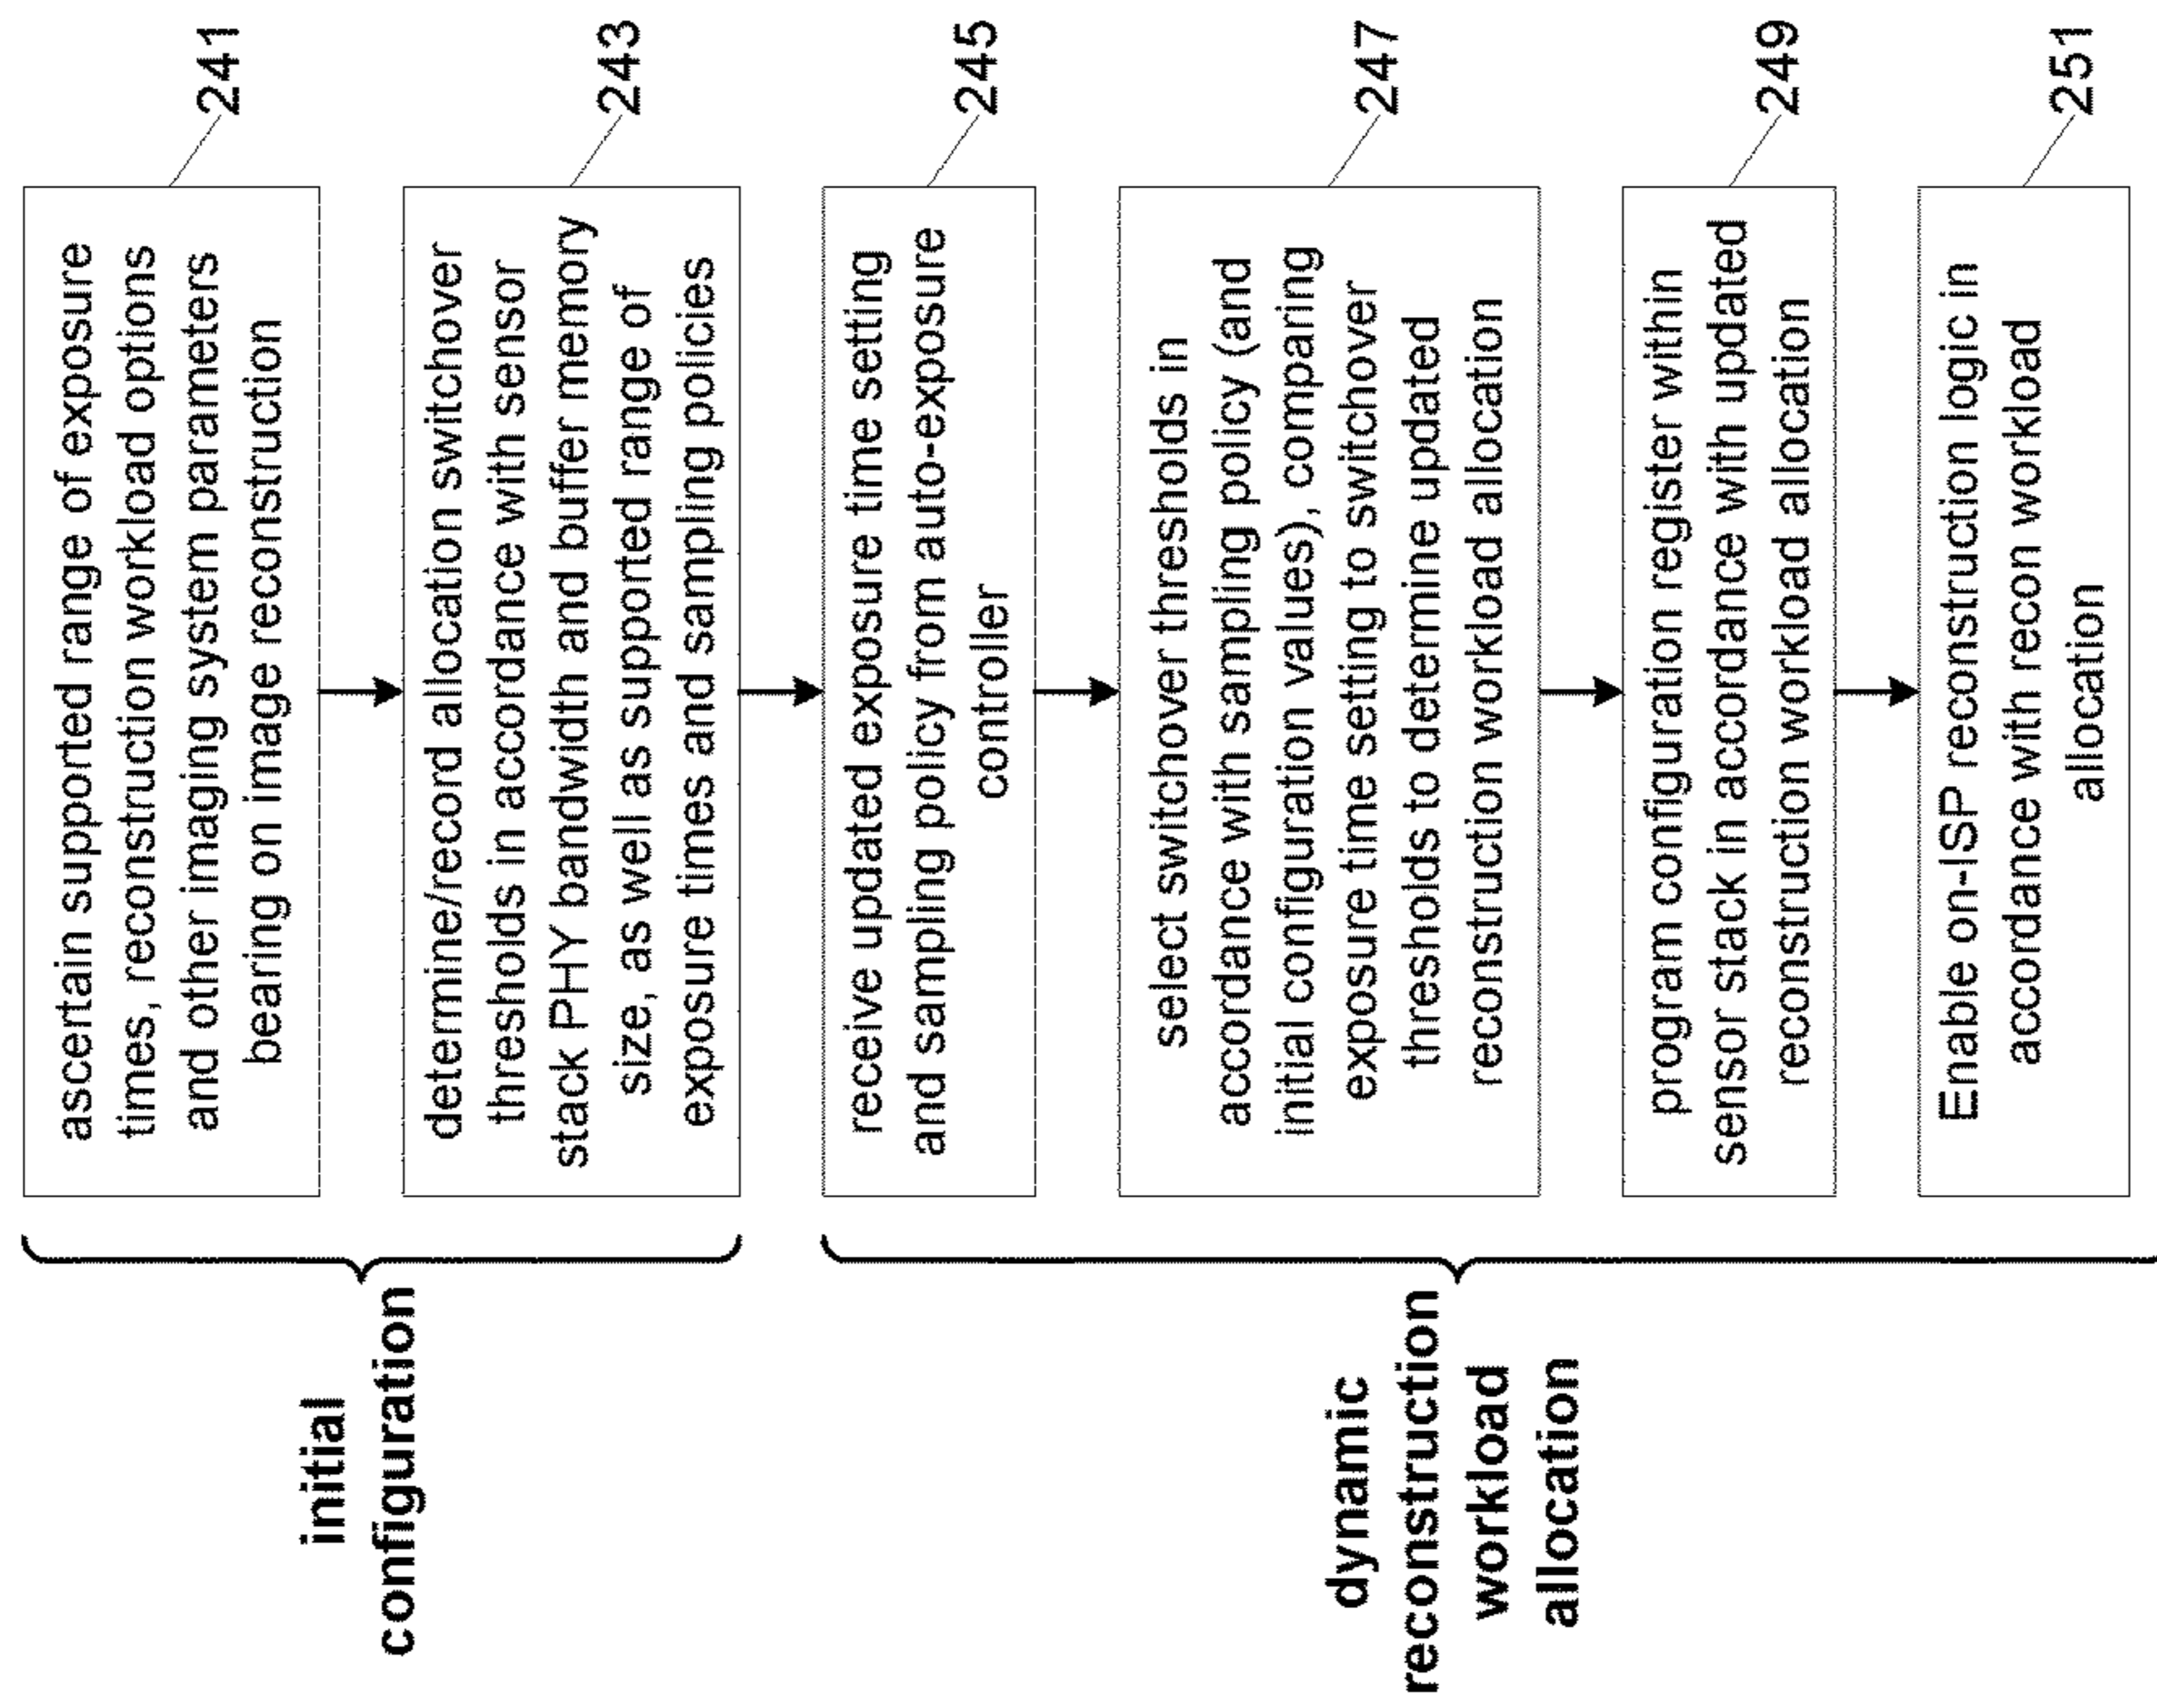 initial
configuration
ascertain supported range of exposure
times, reconstruction workload options
and other imaging system parameters
bearing on image reconstruction
241
determine/record allocation switchover
thresholds in accordance with sensor
stack PHY bandwidth and buffer memory
size, as well as supported range of
exposure times and sampling policies
243
dynamic
reconstruction
workload
allocation
receive updated exposure time setting
and sampling policy from auto-exposure
controller
245
select switchover thresholds in
accordance with sampling policy (and
initial configuration values), comparing
exposure time setting to switchover
thresholds to determine updated
reconstruction workload allocation
247
program configuration register within
sensor stack in accordance with updated
reconstruction workload allocation
249
Enable on-ISP reconstruction logic in
accordance with recon workload
allocation
251